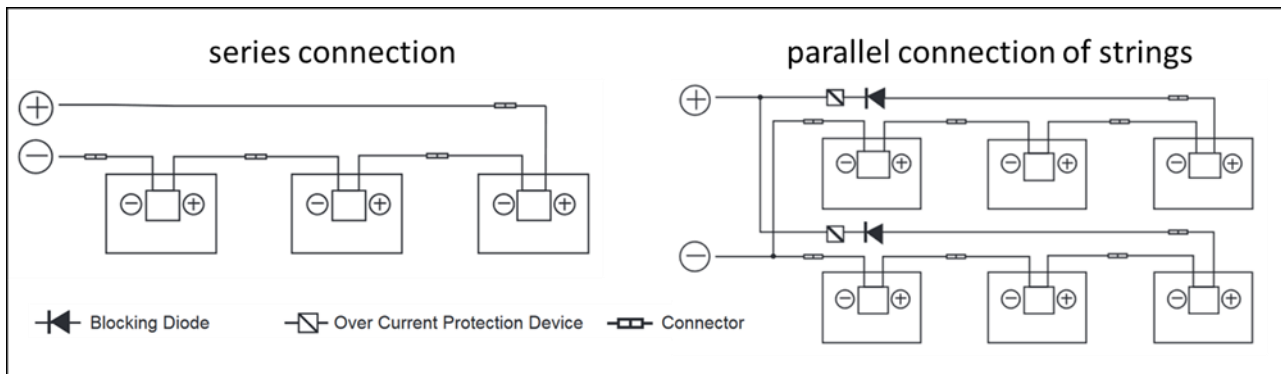 series connection
parallel connection of strings
Blocking Diode
Over Current Protection Device
Connector